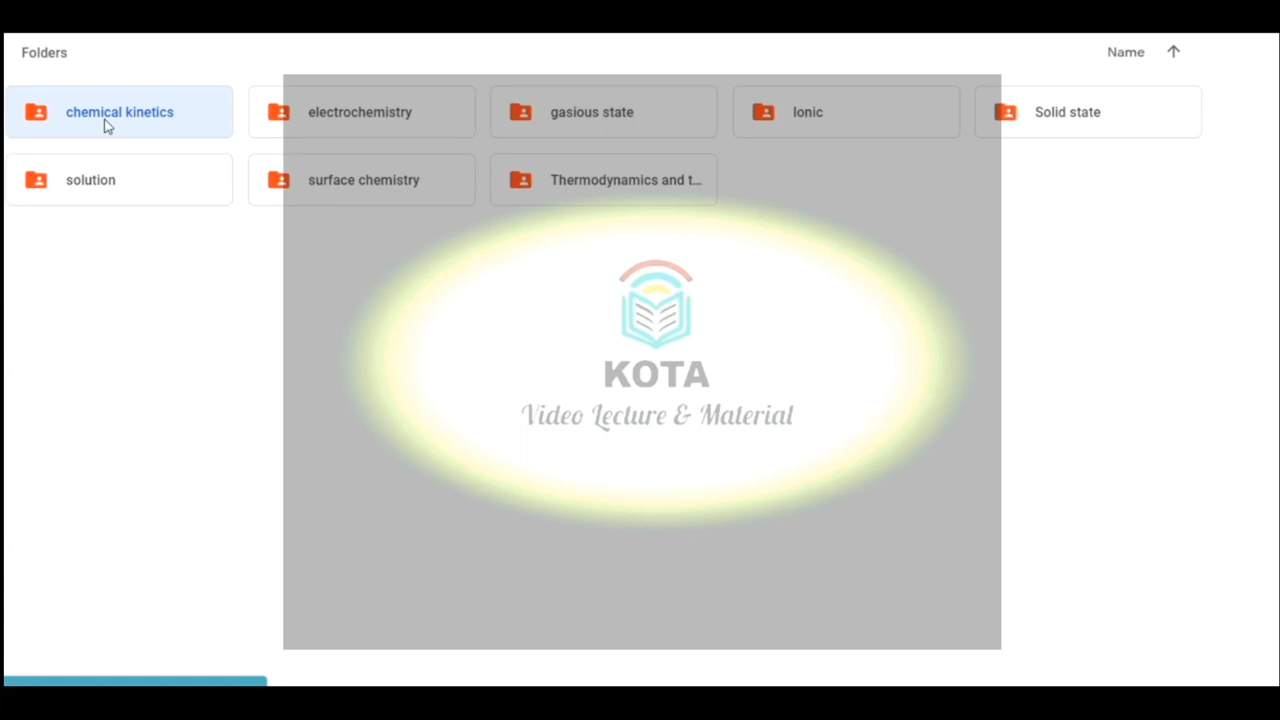 Folders
Name
chemical kinetics
electrochemistry
gasious state
Ionic
Solid state
solution
surface chemistry
Thermodynamics and t...
KOTA
Video Lecture & Material